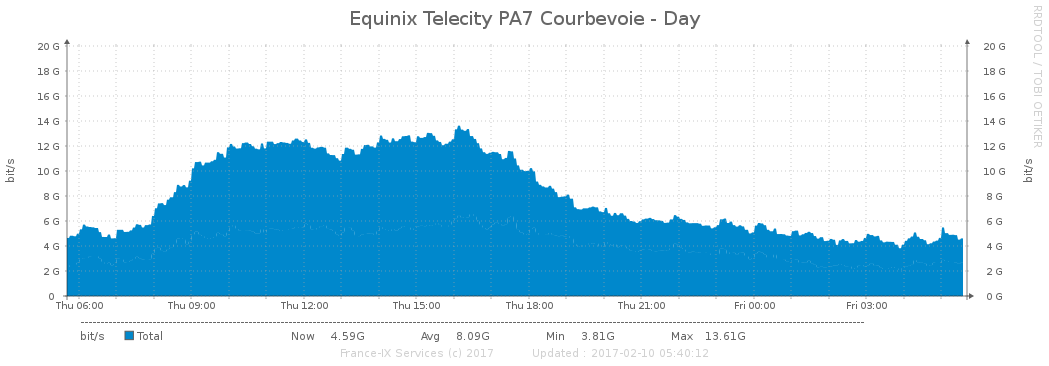 Equinix Telecity PA7 Courbevoie - Day
RRDTOOL / TOBI OETIKER
20 G 20 G
18 G 18 G
16 G 16 G
14 G 14 G
12 G 12 G
10 G 10 G
8 G 8 G
6 G 6 G
4 G 4 G
2 G 2 G
0 0 G
bit/s bit/s
Thu 06:00 Thu 09:00 Thu 12:00 Thu 15:00 Thu 18:00 Thu 21:00 Fri 00:00 Fri 03:00
bit/s Total Now 4.59G Avg 8.09G Min 3.81G Max 13.61G
France-IX Services (c) 2017 Updated : 2017-02-10 05:40:12